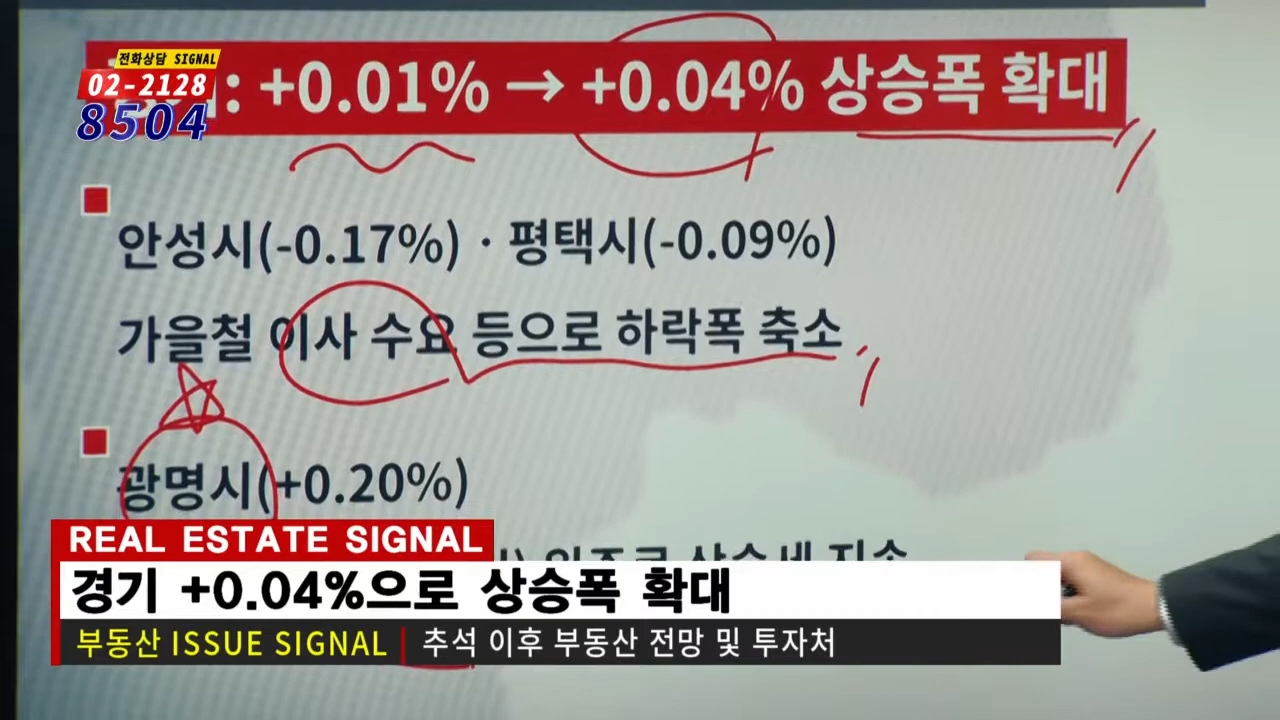 전화상담 SIGNAL
02-2128
8504
: +0.01% → +0.04% 상승폭 확대
안성시(-0.17%) · 평택시(-0.09%)
가을철 이사 수요 등으로 하락폭 축소
광명시(+0.20%)
REAL ESTATE SIGNAL
경기 +0.04%으로 상승폭 확대
부동산 ISSUE SIGNAL | 추석 이후 부동산 전망 및 투자처